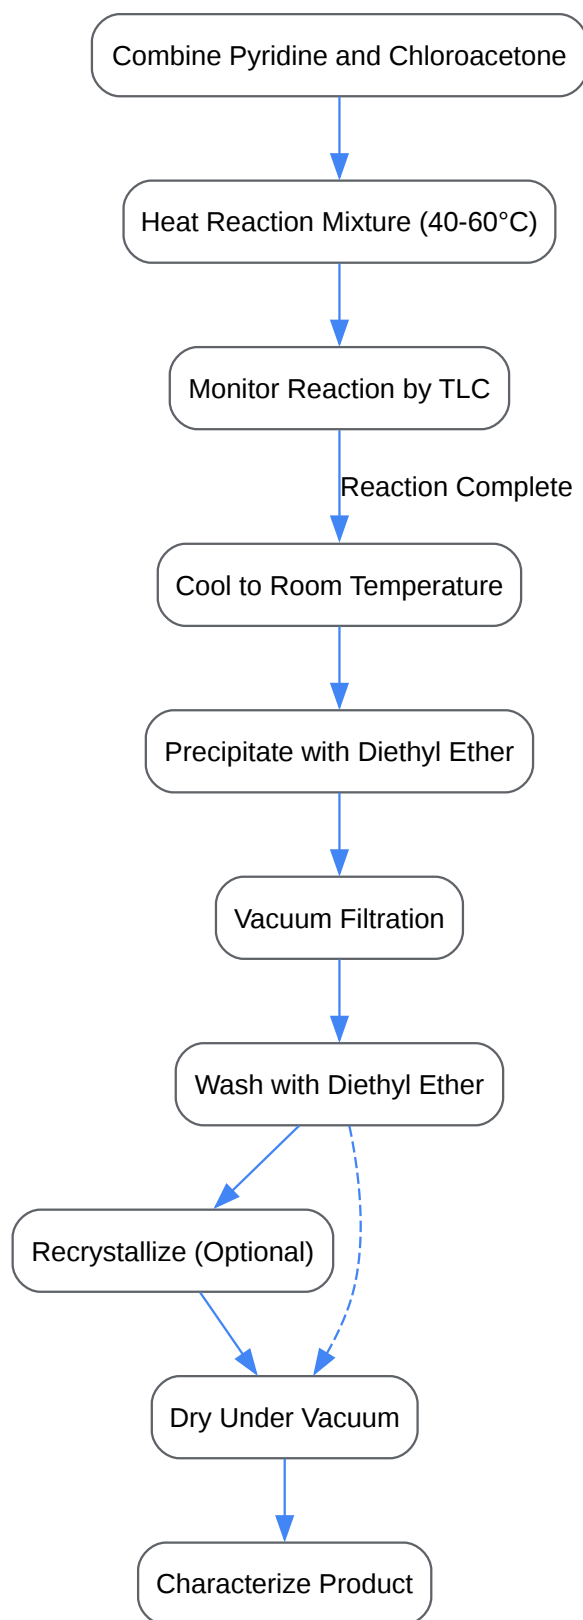 Combine Pyridine and Chloroacetone
Heat Reaction Mixture (40-60°C)
Monitor Reaction by TLC
Reaction Complete
Cool to Room Temperature
Precipitate with Diethyl Ether
Vacuum Filtration
Wash with Diethyl Ether
Recrystallize (Optional)
Dry Under Vacuum
Characterize Product